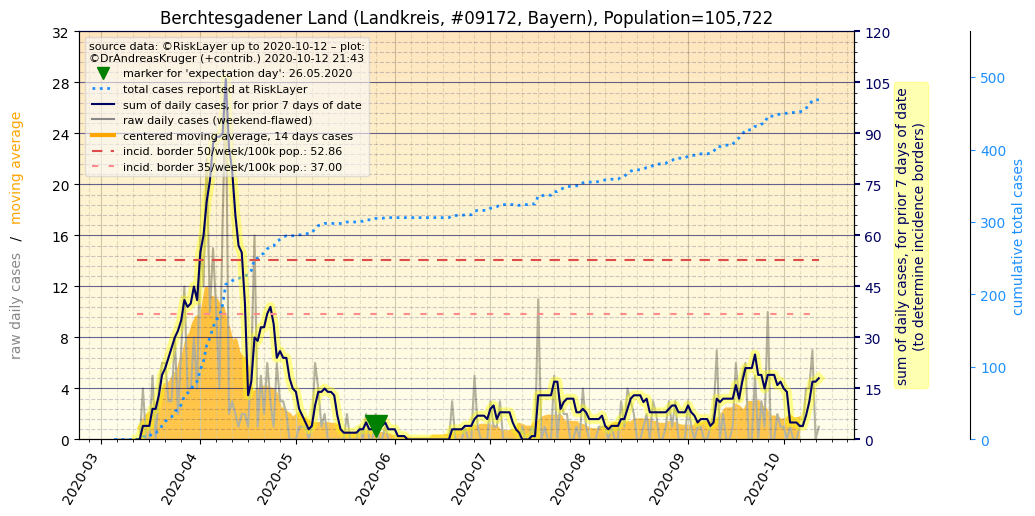 Berchtesgadener Land (Landkreis, #09172, Bayern), Population=105,722
source data: ©RiskLayer up to 2020-10-12 – plot:
©DrAndreasKruger (+contrib.) 2020-10-12 21:43
marker for 'expectation day': 26.05.2020
total cases reported at RiskLayer
sum of daily cases, for prior 7 days of date
raw daily cases (weekend-flawed)
centered moving average, 14 days cases
incid. border 50/week/100k pop.: 52.86
incid. border 35/week/100k pop.: 37.00
raw daily cases / moving average
32
28
24
20
16
12
8
4
0
120
105
90
75
60
45
30
15
0
sum of daily cases, for prior 7 days of date
(to determine incidence borders)
500
400
300
200
100
0
cumulative total cases
2020-03
2020-04
2020-05
2020-06
2020-07
2020-08
2020-09
2020-10